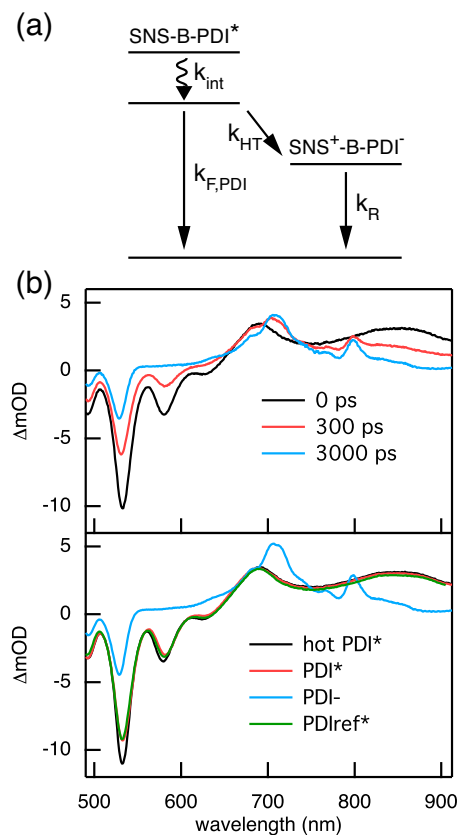 (a)
SNS-B-PDI*
k_int
k_HT
SNS⁺-B-PDI⁻
k_F,PDI
k_R
(b)
5
0
-5
-10
ΔmOD
0 ps
300 ps
3000 ps
5
0
-5
-10
ΔmOD
hot PDI*
PDI*
PDI-
PDIref*
500 600 700 800 900
wavelength (nm)